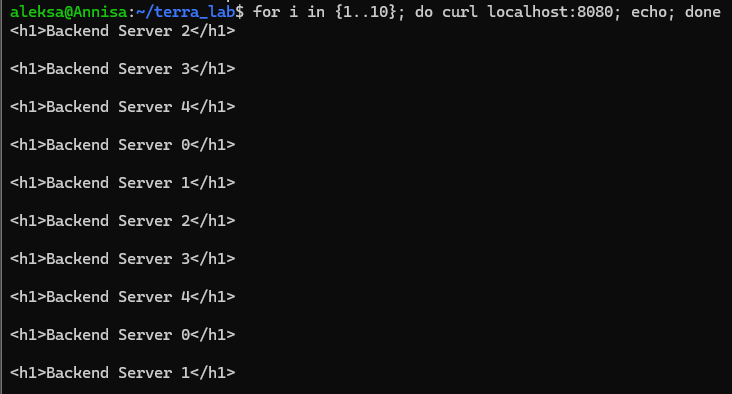 aleksa@Annisa:~/terra_lab$ for i in {1..10}; do curl localhost:8080; echo; done
<h1>Backend Server 2</h1>
<h1>Backend Server 3</h1>
<h1>Backend Server 4</h1>
<h1>Backend Server 0</h1>
<h1>Backend Server 1</h1>
<h1>Backend Server 2</h1>
<h1>Backend Server 3</h1>
<h1>Backend Server 4</h1>
<h1>Backend Server 0</h1>
<h1>Backend Server 1</h1>